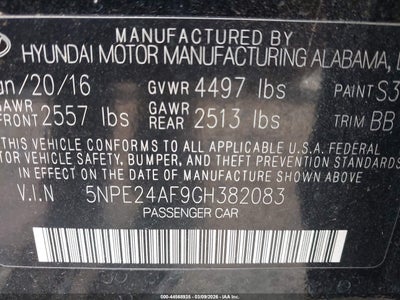 MANUFACTURED BY
HYUNDAI MOTOR MANUFACTURING ALABAMA,
/20/16 GVWR 4497 lbs PAINT S3
GAWR GAWR
FRONT 2557 lbs REAR 2513 lbs TRIM BB
THIS VEHICLE CONFORMS TO ALL APPLICABLE U.S.A. FEDERAL
MOTOR VEHICLE SAFETY, BUMPER, AND THEFT
STANDARDS IN EFFECT ON THE
DATE OF MANUFACTURE SHOWN ABOVE.
V.I.N 5NPE24AF9GH382083
PASSENGER CAR
000-44568935 - 03/09/2026 - IAA Inc.